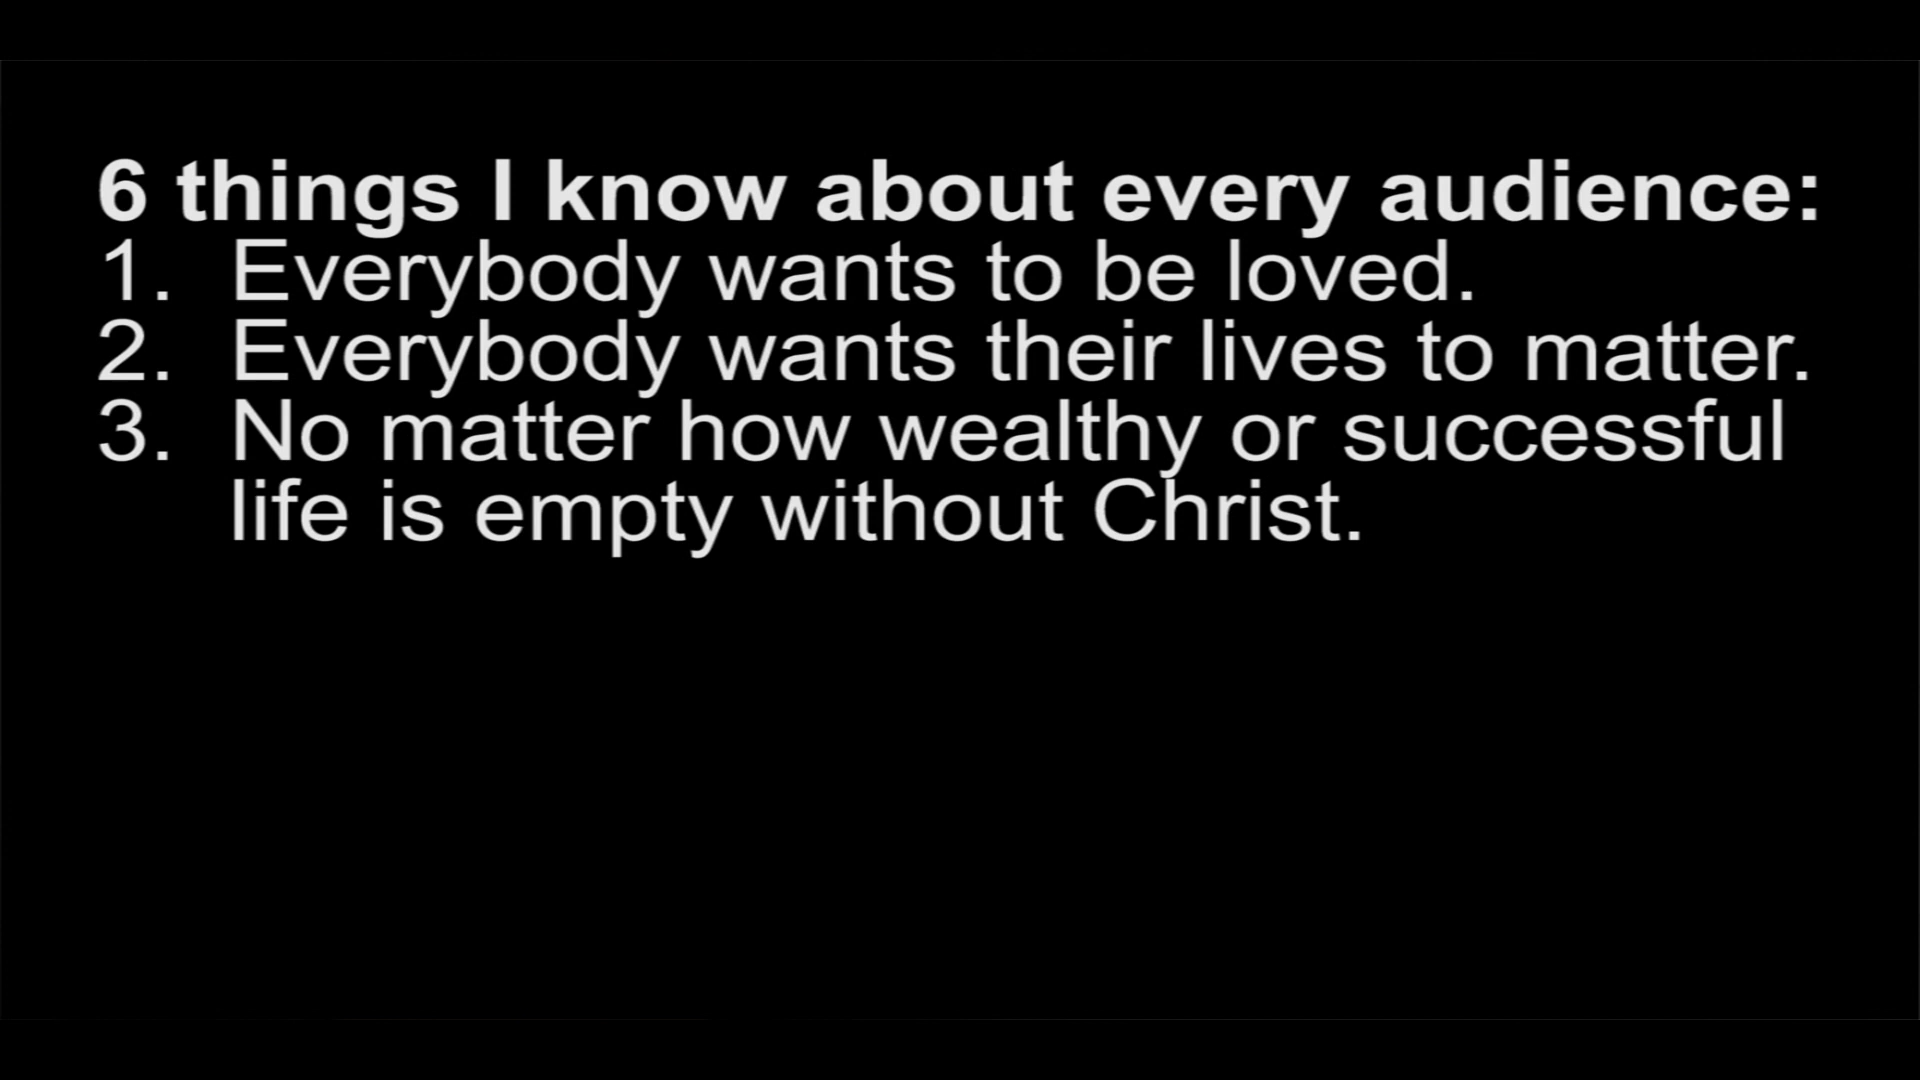 6 things I know about every audience:
1. Everybody wants to be loved.
2. Everybody wants their lives to matter.
3. No matter how wealthy or successful
life is empty without Christ.